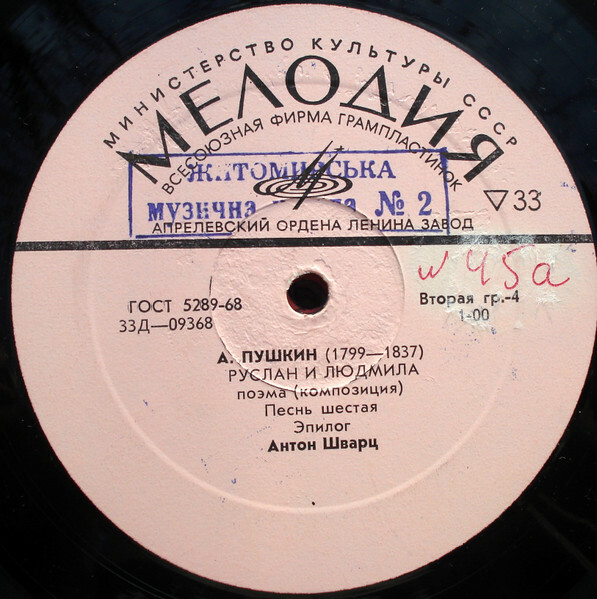 МИНИСТЕРСТВО КУЛЬТУРЫ СССР
МЕЛОДИЯ
ВСЕСОЮЗНАЯ ФИРМА ГРАМПЛАСТИНОК
ЖИТОМИРСЬКА
музична № 2
▽33
АПРЕЛЕВСКИЙ ОРДЕНА ЛЕНИНА ЗАВОД
№ 45а
ГОСТ 5289-68
33Д—09368
Вторая гр.-4
1-00
А. ПУШКИН (1799—1837)
РУСЛАН И ЛЮДМИЛА
поэма (композиция)
Песнь шестая
Эпилог
Антон Шварц